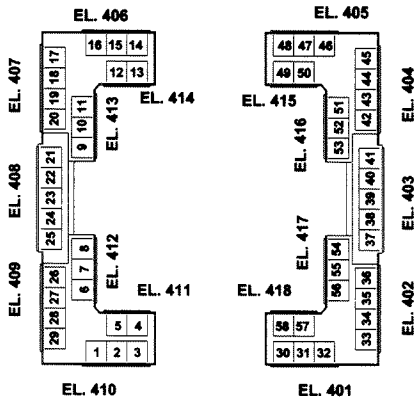 EL. 406
EL. 405
16 15 14
48 47 46
12 13
49 50
EL. 414
EL. 415
EL. 407
17
18
19
20
11
10
9
EL. 413
EL. 416
51
52
53
45
44
43
42
EL. 404
EL. 408
21
22
23
24
25
41
40
39
38
37
EL. 403
EL. 409
26
27
28
29
8
7
6
EL. 412
EL. 417
54
55
56
36
35
34
33
EL. 402
EL. 411
EL. 418
5 4
58 57
1 2 3
30 31 32
EL. 410
EL. 401